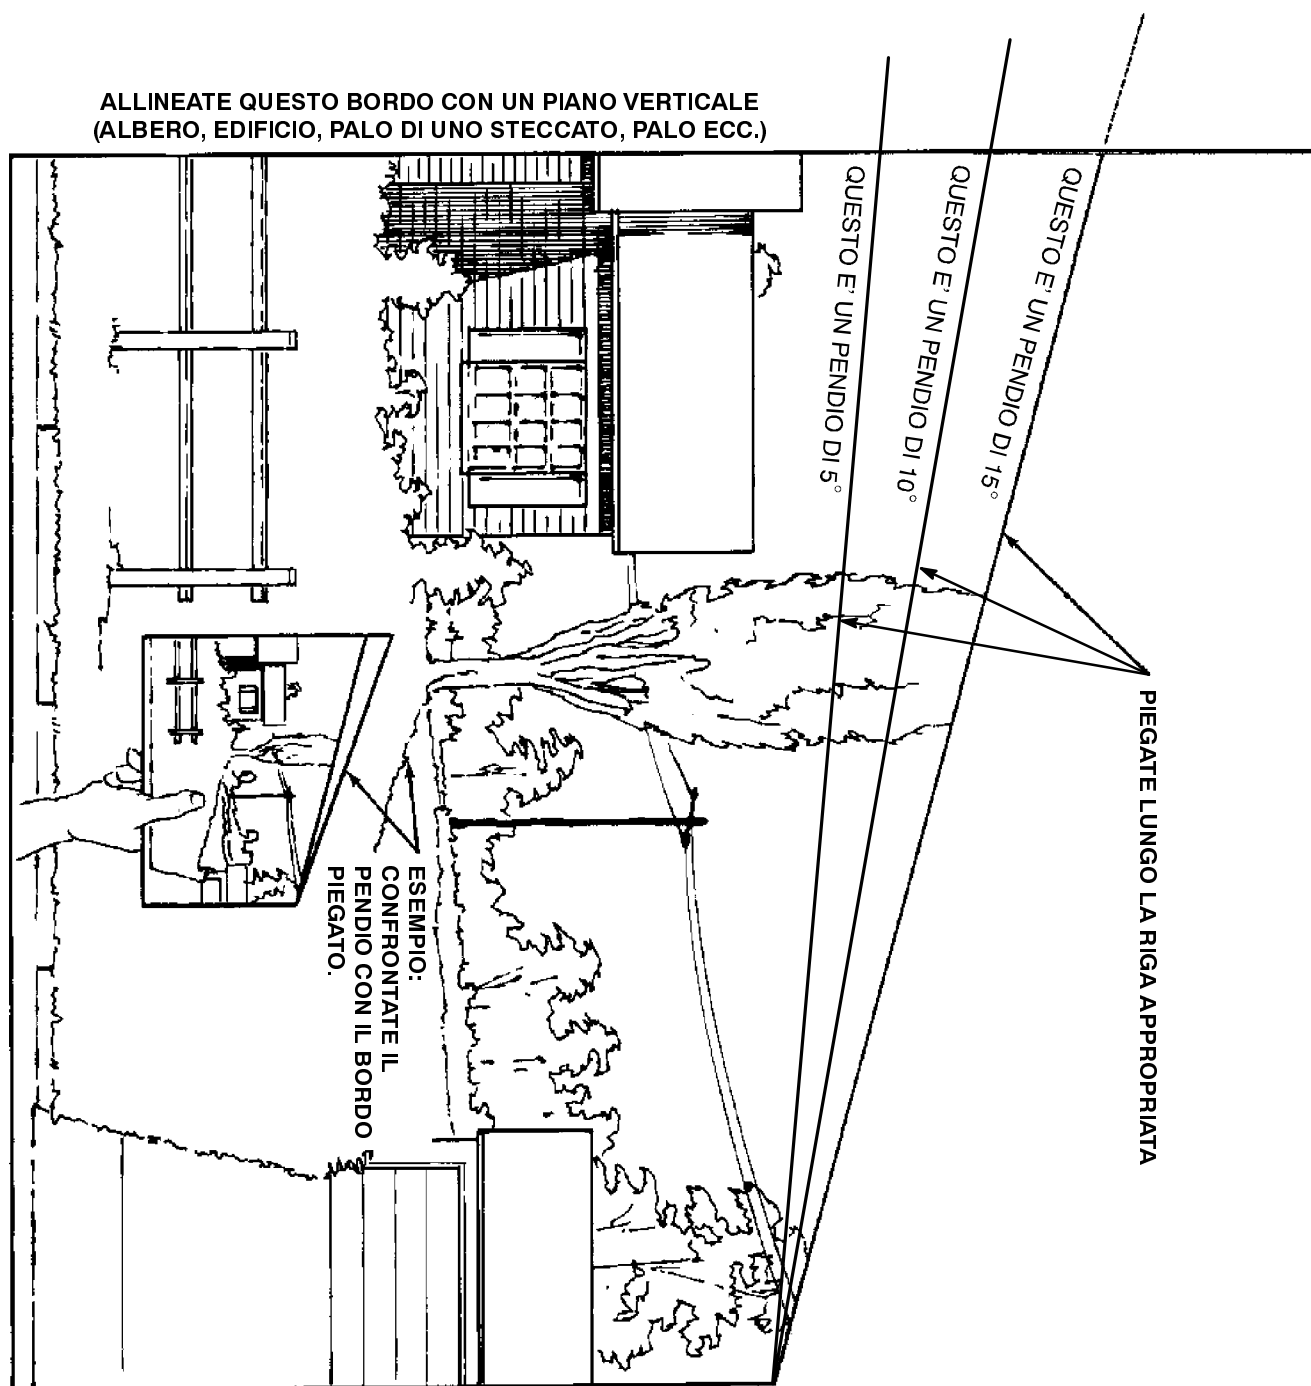 ALLINEATE QUESTO BORDO CON UN PIANO VERTICALE
(ALBERO, EDIFICIO, PALO DI UNO STECCATO, PALO ECC.)
QUESTO E' UN PENDIO DI 15°
QUESTO E' UN PENDIO DI 10°
QUESTO E' UN PENDIO DI 5°
PIEGATE LUNGO LA RIGA APPROPRIATA
ESEMPIO:
CONFRONTATE IL
PENDIO CON IL BORDO
PIEGATO.